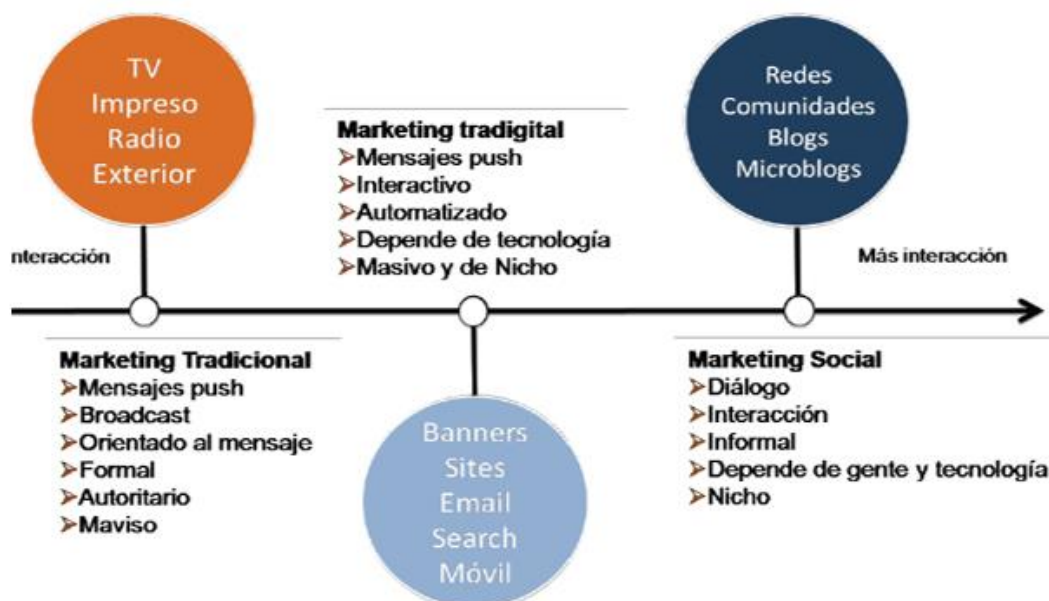 TV
Impreso
Radio
Exterior
Marketing tradigital
➢Mensajes push
➢Interactivo
➢Automatizado
➢Depende de tecnología
➢Masivo y de Nicho
Redes
Comunidades
Blogs
Microblogs
nteracción
Más interacción
Marketing Tradicional
➢Mensajes push
➢Broadcast
➢Orientado al mensaje
➢Formal
➢Autoritario
➢Maviso
Banners
Sites
Email
Search
Móvil
Marketing Social
➢Diálogo
➢Interacción
➢Informal
➢Depende de gente y tecnología
➢Nicho